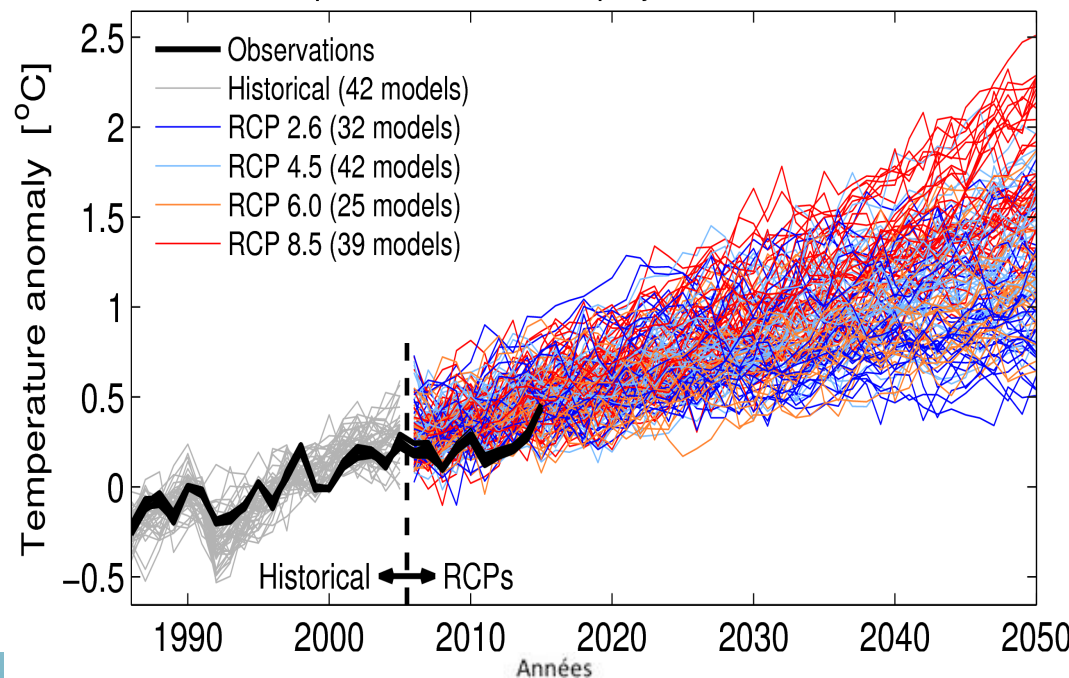 2.5
2
1.5
1
0.5
0
−0.5
Temperature anomaly [°C]
Observations
Historical (42 models)
RCP 2.6 (32 models)
RCP 4.5 (42 models)
RCP 6.0 (25 models)
RCP 8.5 (39 models)
Historical RCPs
1990 2000 2010 2020 2030 2040 2050
Années